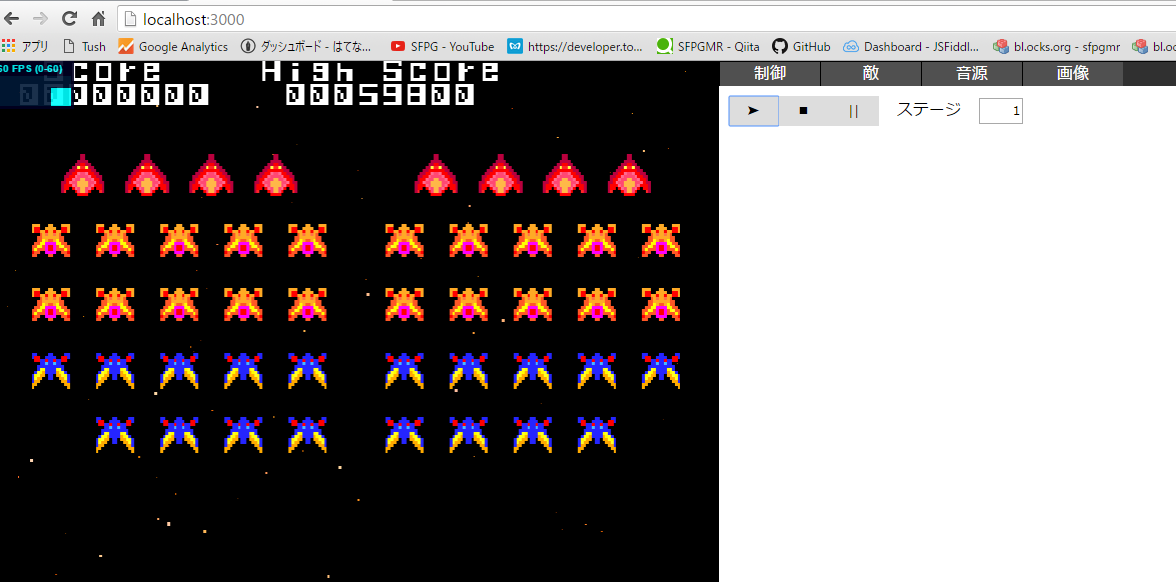 localhost:3000
アプリ Tush Google Analytics ダッシュボード - はてな... SFPG - YouTube https://developer.to... SFPGMR - Qiita GitHub Dashboard - JSFiddl... bl.ocks.org - sfpgmr bl.oc
60 FPS (0-60)
Score High Score
00000000 00059800
制御 敵 音源 画像
ステージ 1